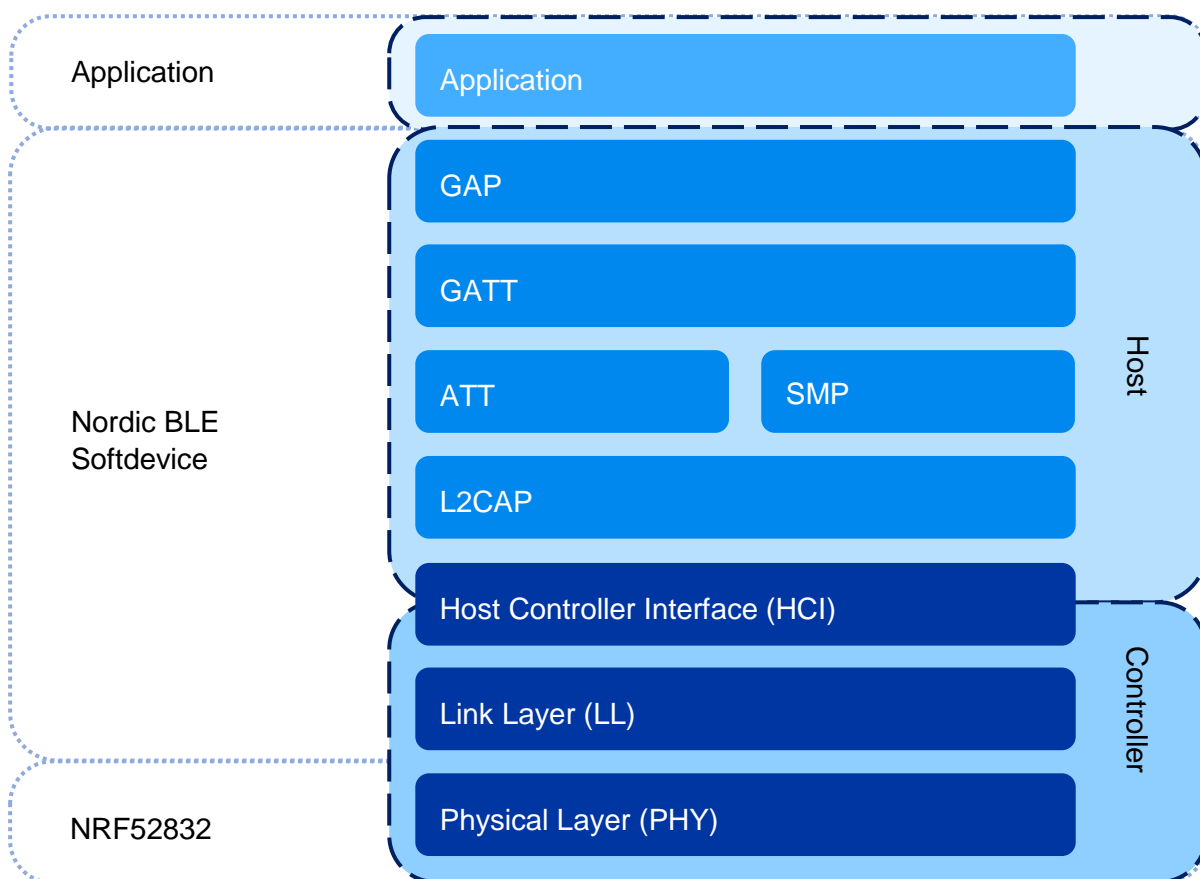 Application
Application
GAP
GATT
Host
ATT
SMP
Nordic BLE
Softdevice
L2CAP
Host Controller Interface (HCI)
Controller
Link Layer (LL)
NRF52832
Physical Layer (PHY)